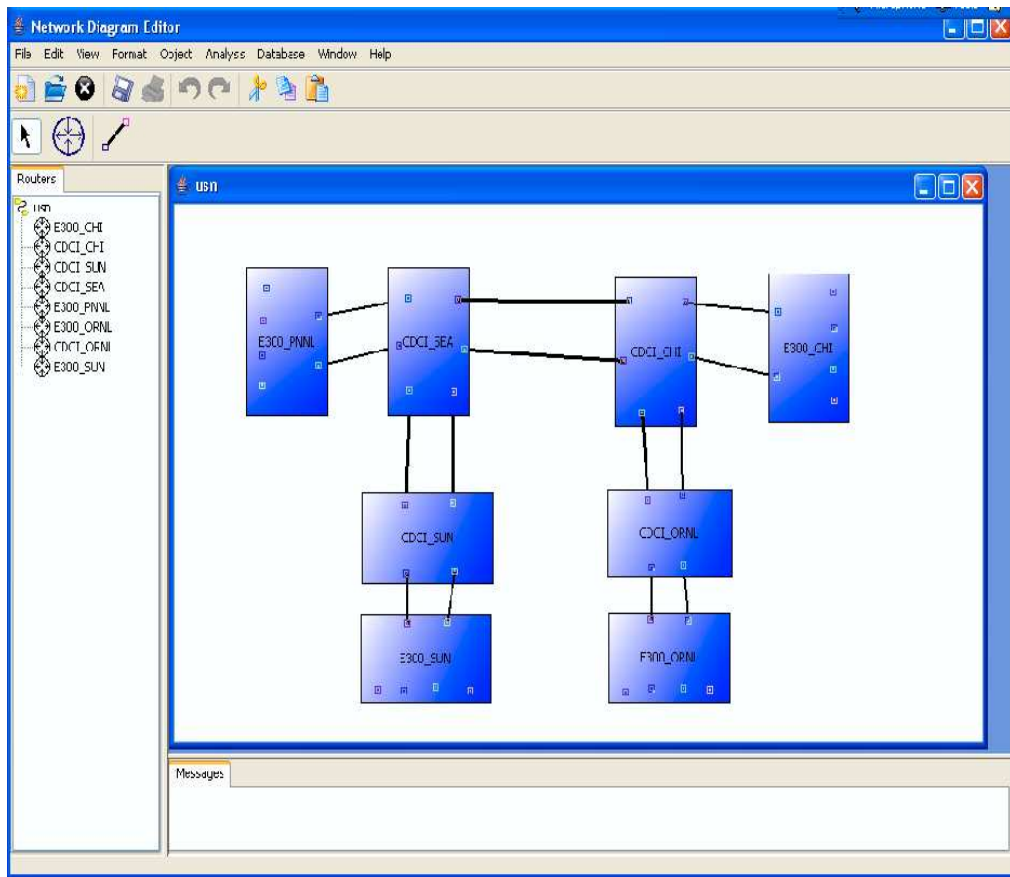 Network Diagram Editor
File Edit View Format Object Analysis Database Window Help
Routers
usn
E300_CHI
CDCI_CHI
CDCI_SUN
CDCI_SEA
E300_PNNL
E300_ORNL
CDCI_ORNL
E300_SUN
usn
E300_PNNL
CDCI_SEA
CDCI_CHI
E300_CHI
CDCI_SUN
CDCI_ORNL
E300_SUN
E300_ORNL
Messages